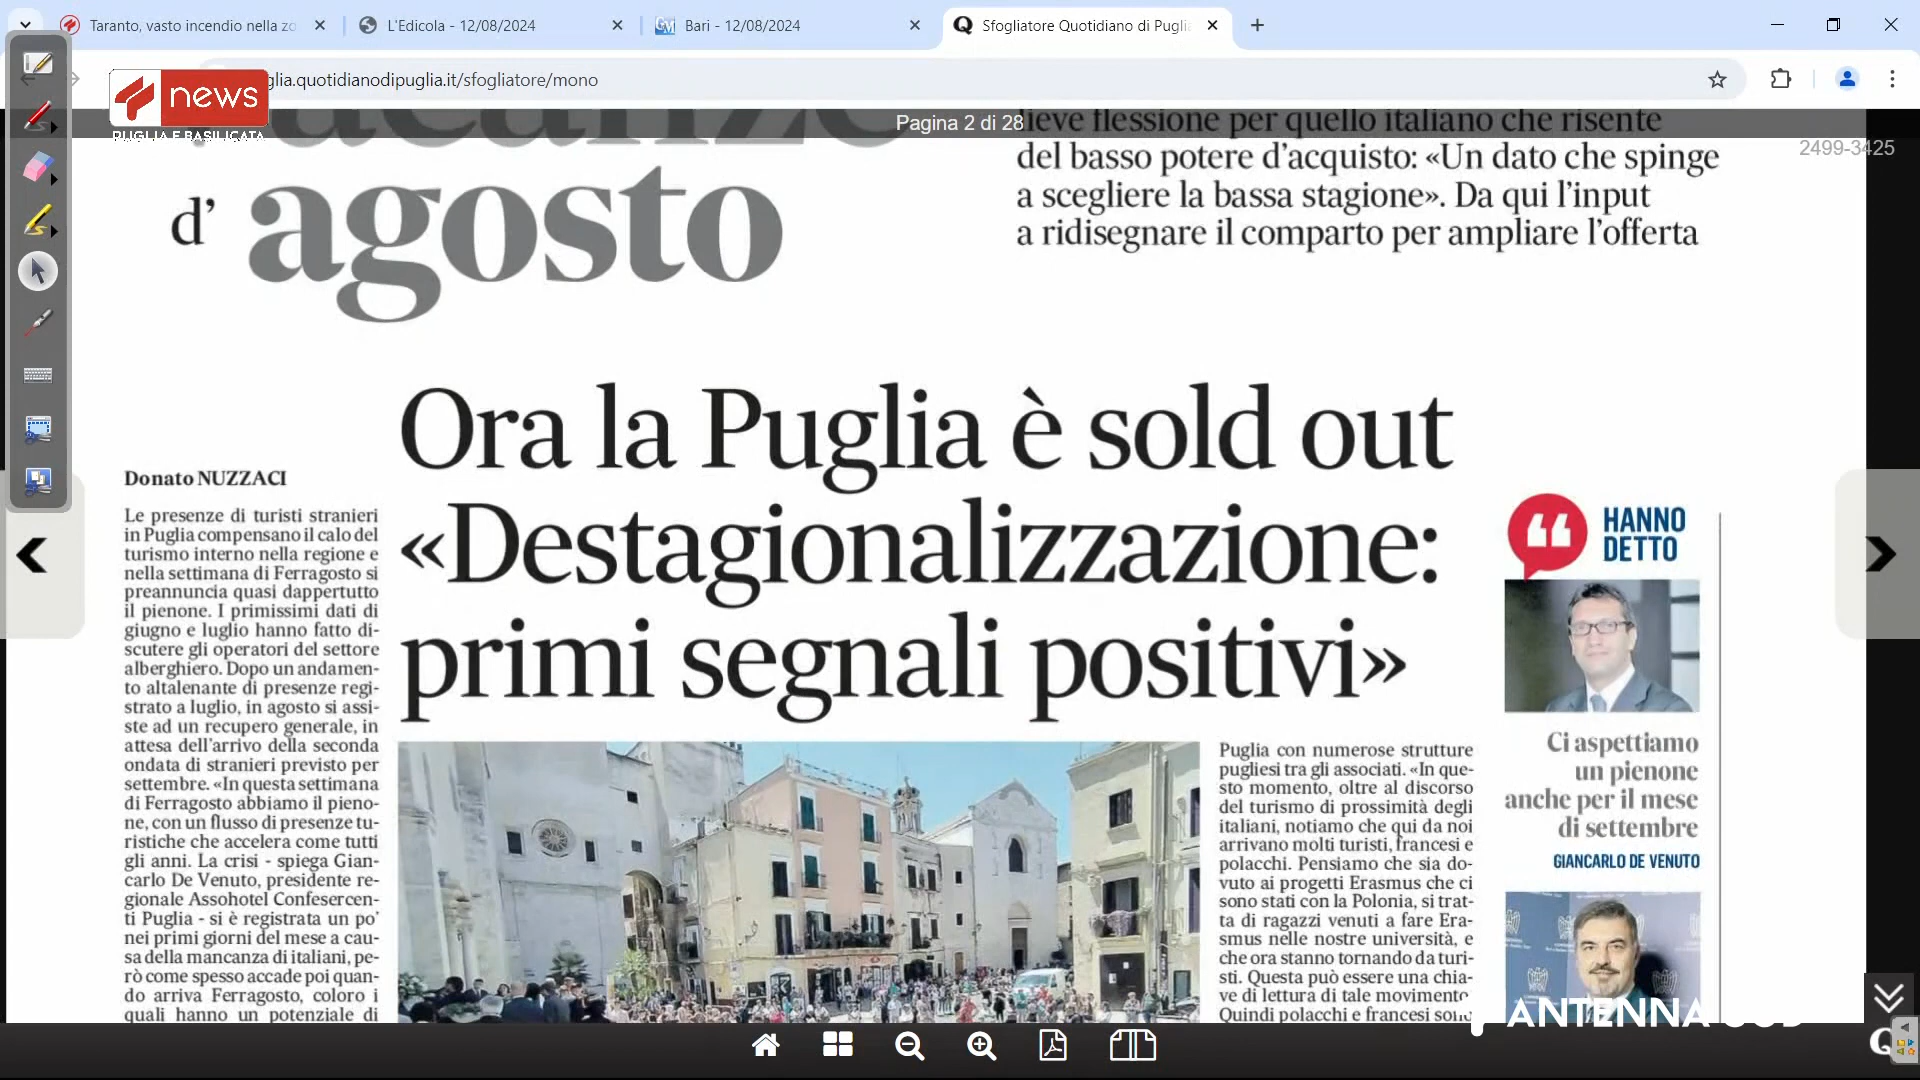 Taranto, vasto incendio nella zo
L'Edicola - 12/08/2024
Bari - 12/08/2024
Sfogliatore Quotidiano di Pugli
glia.quotidianodipuglia.it/sfogliatore/mono
news
PUGLIA E BASILICATA
Pagina 2 di 28
2499-3425
d'agosto
lieve flessione per quello italiano che risente
del basso potere d'acquisto: «Un dato che spinge
a scegliere la bassa stagione». Da qui l'input
a ridisegnare il comparto per ampliare l'offerta
Ora la Puglia è sold out
«Destagionalizzazione:
primi segnali positivi»
Donato NUZZACI
Le presenze di turisti stranieri
in Puglia compensano il calo del
turismo interno nella regione e
nella settimana di Ferragosto si
preannuncia quasi dappertutto
il pienone. I primissimi dati di
giugno e luglio hanno fatto di-
scutere gli operatori del settore
alberghiero. Dopo un andamen-
to altalenante di presenze regi-
strato a luglio, in agosto si assi-
ste ad un recupero generale, in
attesa dell'arrivo della seconda
ondata di stranieri previsto per
settembre. «In questa settimana
di Ferragosto abbiamo il pieno-
ne, con un flusso di presenze tu-
ristiche che accelera come tutti
gli anni. La crisi - spiega Gian-
carlo De Venuto, presidente re-
gionale Assohotel Confesercen-
ti Puglia - si è registrata un po'
nei primi giorni del mese a cau-
sa della mancanza di italiani, pe-
rò come spesso accade poi quan-
do arriva Ferragosto, coloro i
quali hanno un potenziale di
Puglia con numerose strutture
pugliesi tra gli associati. «In que-
sto momento, oltre al discorso
del turismo di prossimità degli
italiani, notiamo che qui da noi
arrivano molti turisti, francesi e
polacchi. Pensiamo che sia do-
vuto ai progetti Erasmus che ci
sono stati con la Polonia, si trat-
ta di ragazzi venuti a fare Era-
smus nelle nostre università, e
che ora stanno tornando da turi-
sti. Questa può essere una chia-
ve di lettura di tale movimento.
Quindi polacchi e francesi sono
HANNO
DETTO
Ci aspettiamo
un pienone
anche per il mese
di settembre
GIANCARLO DE VENUTO
ANTENNA SUD